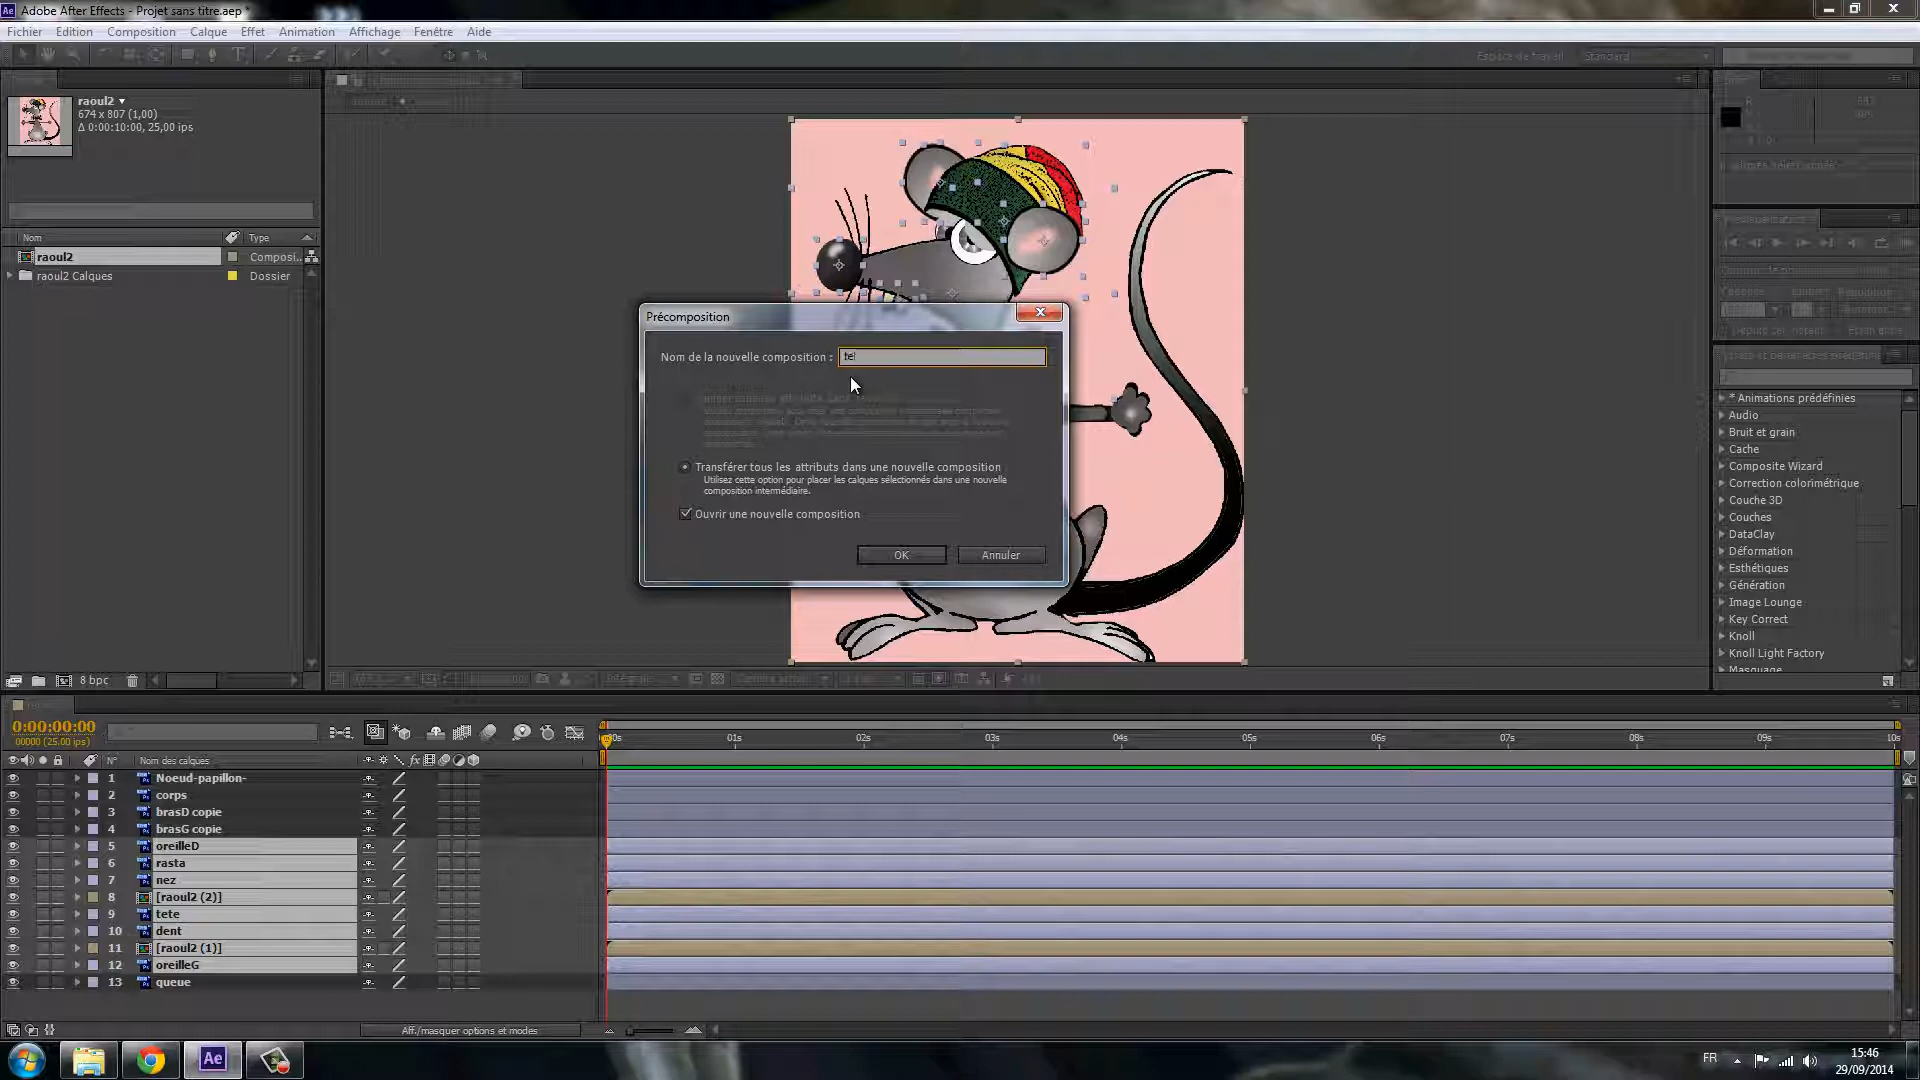 Adobe After Effects - Projet sans titre.aep *
Fichier Edition Composition Calque Effet Animation Affichage Fenêtre Aide
Espace de travail Standard
raoul2
674 x 807 (1,00)
Δ 0:00:10:00, 25,00 ips
Nom Type
raoul2 Composi...
raoul2 Calques Dossier
8 bpc
Précomposition
Nom de la nouvelle composition :
Transférer tous les attributs dans une nouvelle composition
Utilisez cette option pour placer les calques sélectionnés dans une nouvelle
composition intermédiaire.
Ouvrir une nouvelle composition
OK Annuler
* Animations prédéfinies
Audio
Bruit et grain
Cache
Composite Wizard
Correction colorimétrique
Couche 3D
Couches
DataClay
Déformation
Esthétiques
Génération
Image Lounge
Key Correct
Knoll
Knoll Light Factory
Masquage
0:00:00:00
00000 (25.00 ips)
01s 02s 03s 04s 05s 06s 07s 08s 09s 10s
N° Nom des calques
1 Noeud-papillon-
2 corps
3 brasD copie
4 brasG copie
5 oreilleD
6 rasta
7 nez
8 [raoul2 (2)]
9 tete
10 dent
11 [raoul2 (1)]
12 oreilleG
13 queue
Aff./masquer options et modes
FR
15:46
29/09/2014